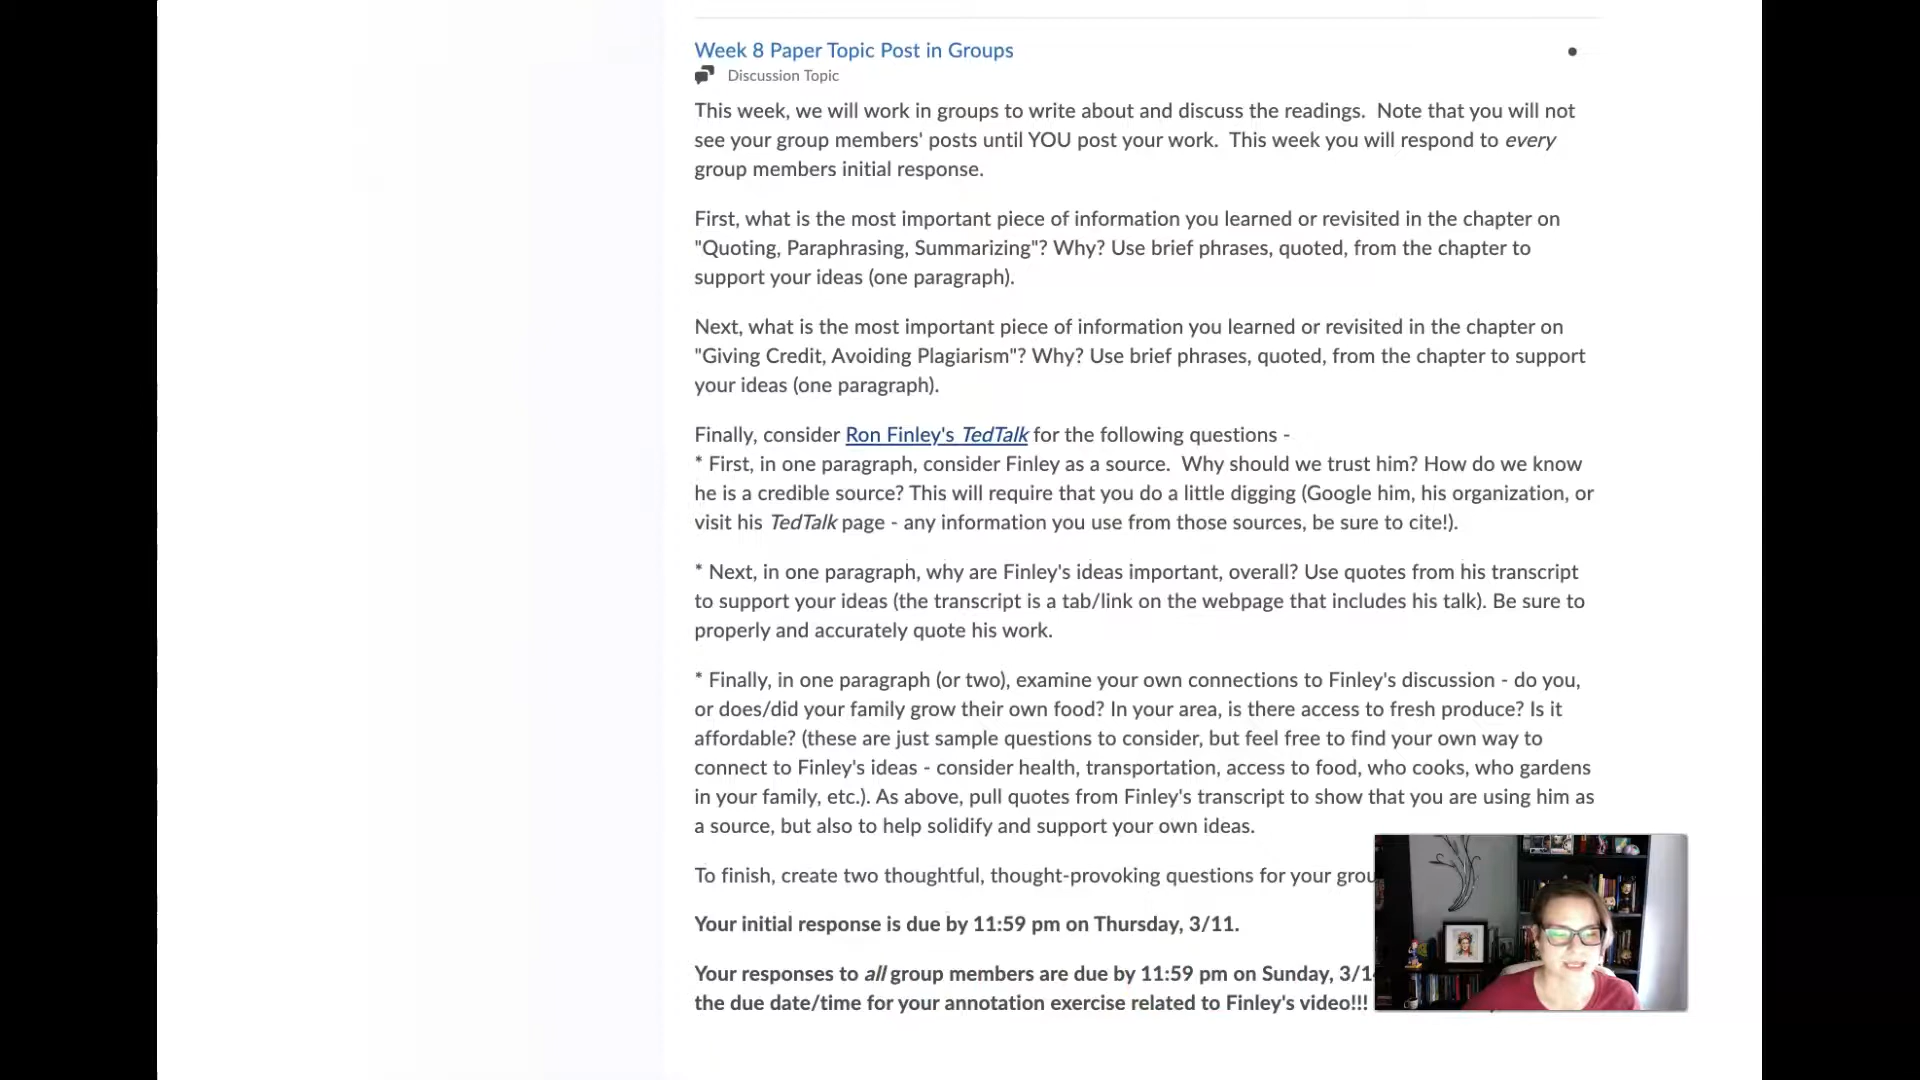 Week 8 Paper Topic Post in Groups
Discussion Topic
This week, we will work in groups to write about and discuss the readings.  Note that you will not
see your group members' posts until YOU post your work.  This week you will respond to every
group members initial response.
First, what is the most important piece of information you learned or revisited in the chapter on
"Quoting, Paraphrasing, Summarizing"? Why? Use brief phrases, quoted, from the chapter to
support your ideas (one paragraph).
Next, what is the most important piece of information you learned or revisited in the chapter on
"Giving Credit, Avoiding Plagiarism"? Why? Use brief phrases, quoted, from the chapter to support
your ideas (one paragraph).
Finally, consider Ron Finley's TedTalk for the following questions -
* First, in one paragraph, consider Finley as a source.  Why should we trust him? How do we know
he is a credible source? This will require that you do a little digging (Google him, his organization, or
visit his TedTalk page - any information you use from those sources, be sure to cite!).
* Next, in one paragraph, why are Finley's ideas important, overall? Use quotes from his transcript
to support your ideas (the transcript is a tab/link on the webpage that includes his talk). Be sure to
properly and accurately quote his work.
* Finally, in one paragraph (or two), examine your own connections to Finley's discussion - do you,
or does/did your family grow their own food? In your area, is there access to fresh produce? Is it
affordable? (these are just sample questions to consider, but feel free to find your own way to
connect to Finley's ideas - consider health, transportation, access to food, who cooks, who gardens
in your family, etc.). As above, pull quotes from Finley's transcript to show that you are using him as
a source, but also to help solidify and support your own ideas.
To finish, create two thoughtful, thought-provoking questions for your
Your initial response is due by 11:59 pm on Thursday, 3/11.
Your responses to all group members are due by 11:59 pm on Sunday,
the due date/time for your annotation exercise related to Finley's video!!!